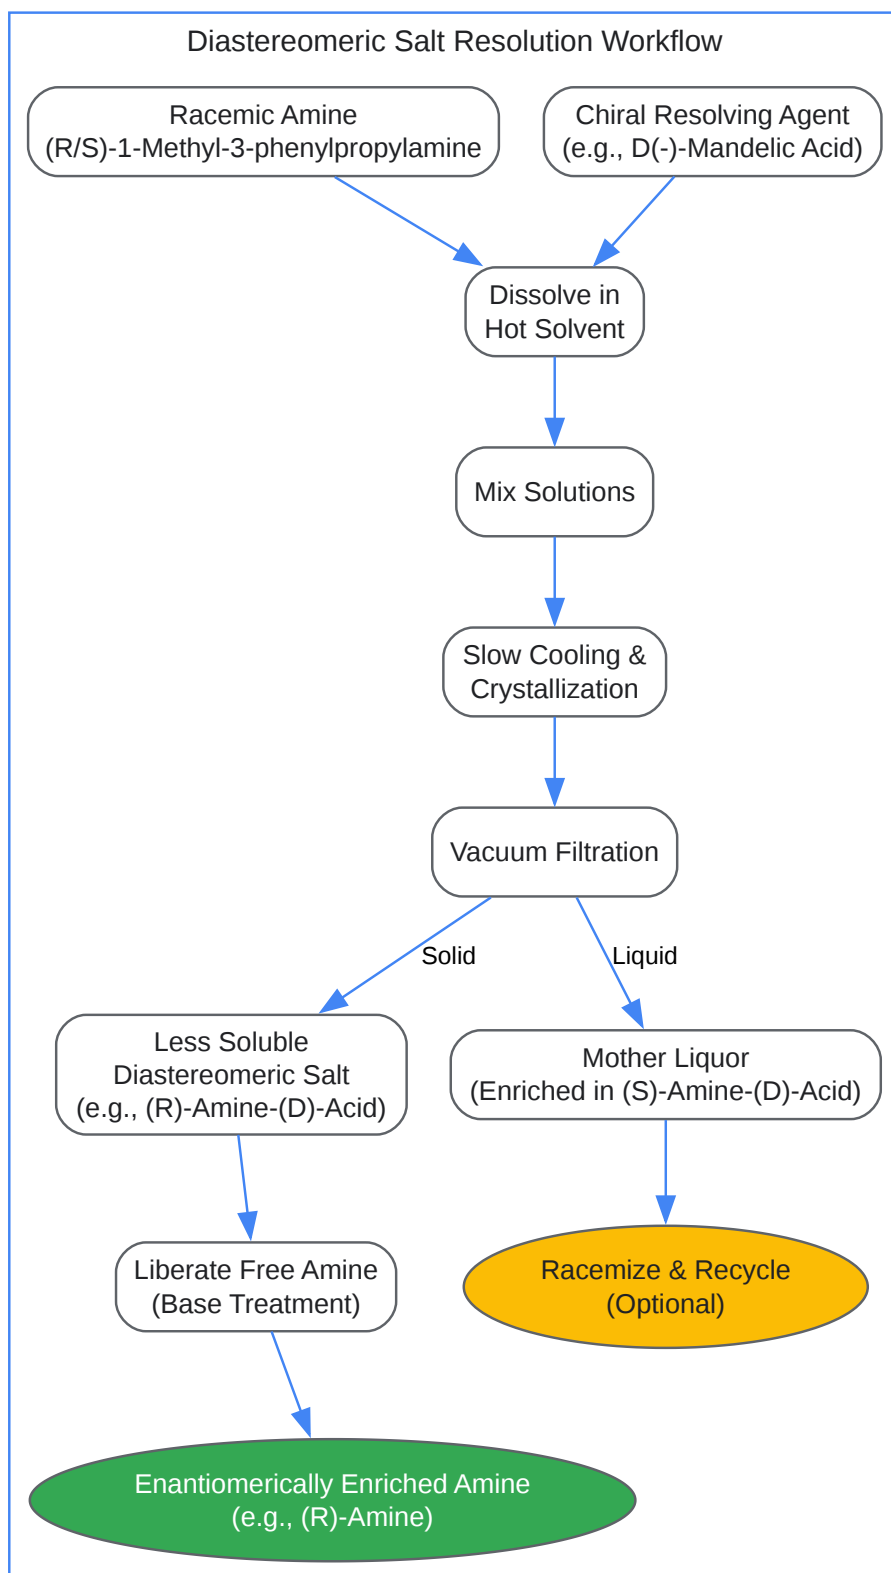 Diastereomeric Salt Resolution Workflow
Racemic Amine
(R/S)-1-Methyl-3-phenylpropylamine
Chiral Resolving Agent
(e.g., D(-)-Mandelic Acid)
Dissolve in
Hot Solvent
Mix Solutions
Slow Cooling &
Crystallization
Vacuum Filtration
Solid
Liquid
Less Soluble
Diastereomeric Salt
(e.g., (R)-Amine-(D)-Acid)
Mother Liquor
(Enriched in (S)-Amine-(D)-Acid)
Liberate Free Amine
(Base Treatment)
Racemize & Recycle
(Optional)
Enantiomerically Enriched Amine
(e.g., (R)-Amine)